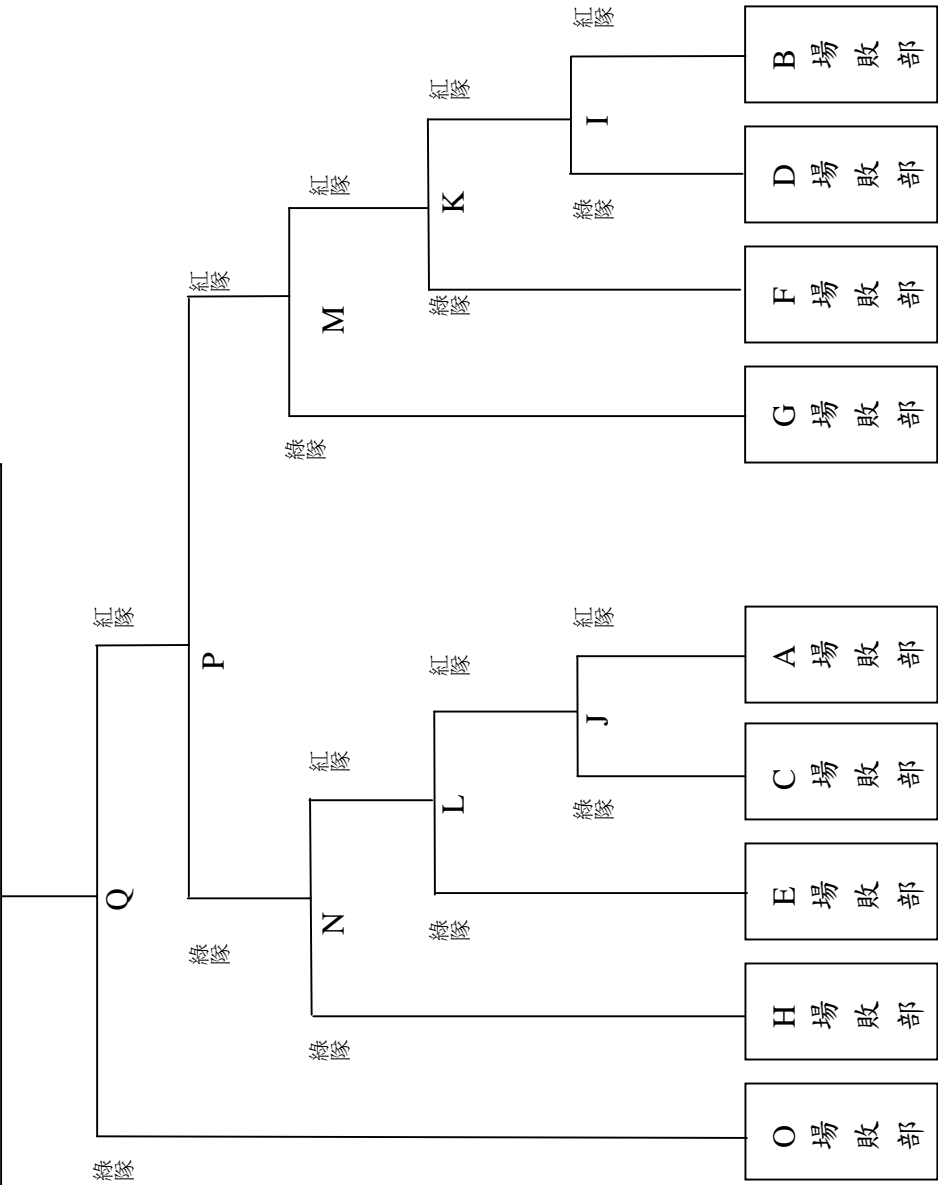 綠隊
Q
紅隊
綠隊
P
紅隊
綠隊
N
紅隊
綠隊
M
紅隊
綠隊
L
紅隊
綠隊
K
紅隊
綠隊
J
紅隊
綠隊
I
紅隊
O場敗部
H場敗部
E場敗部
C場敗部
A場敗部
G場敗部
F場敗部
D場敗部
B場敗部